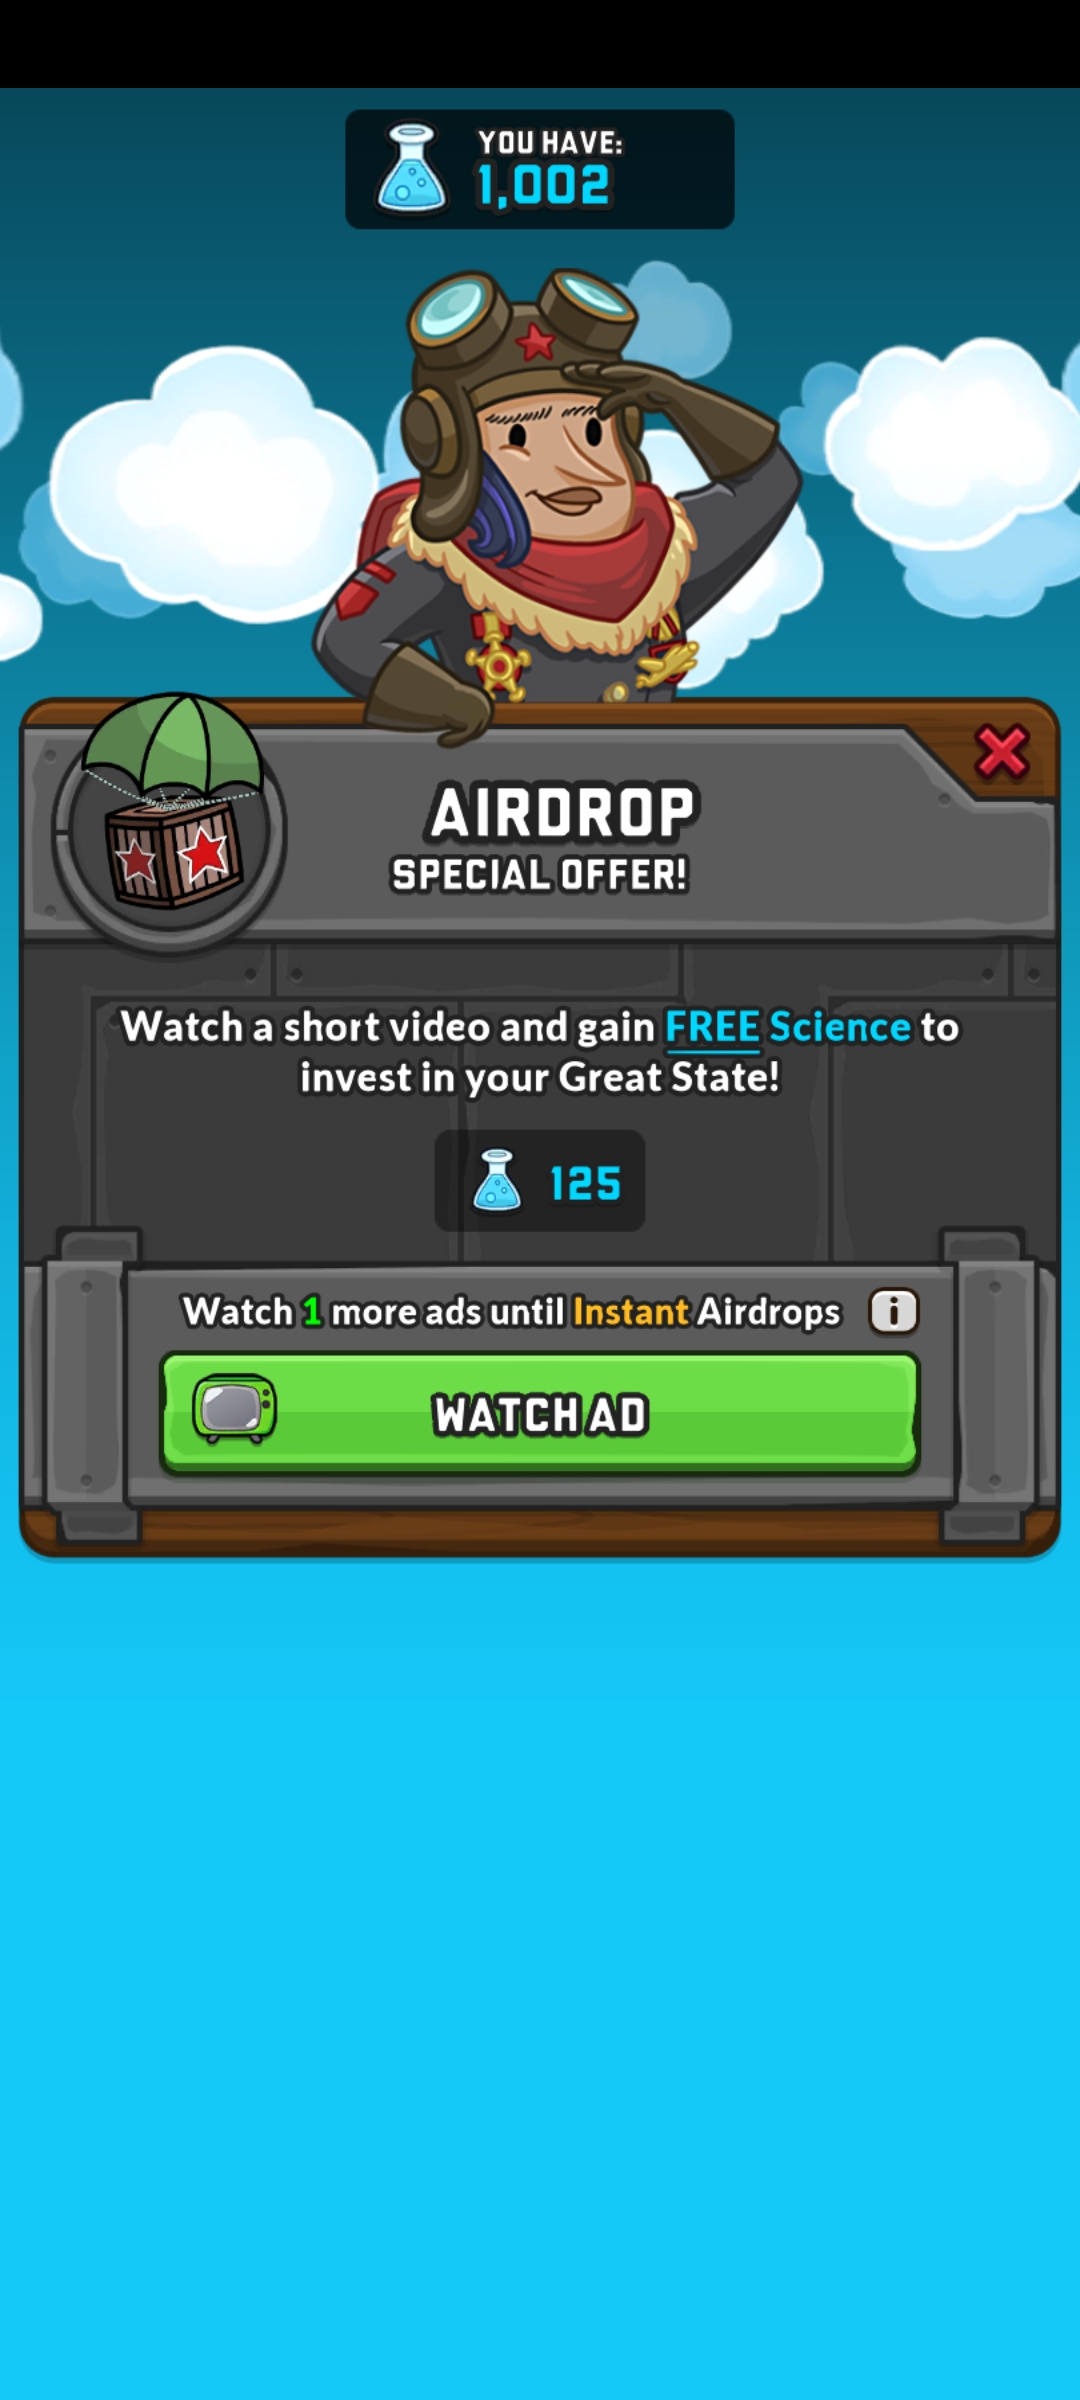 YOU HAVE:
1,002
AIRDROP
SPECIAL OFFER!
Watch a short video and gain FREE Science to
invest in your Great State!
125
Watch 1 more ads until Instant Airdrops
i
WATCH AD